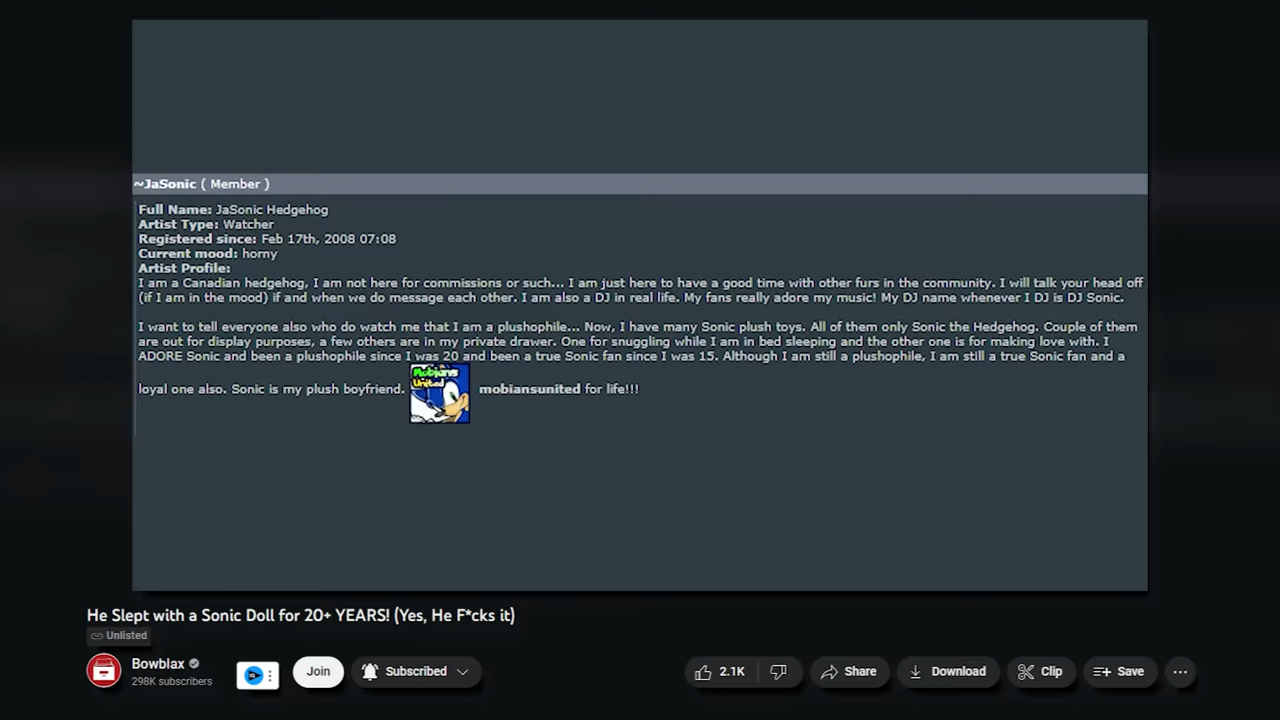 ~JaSonic ( Member )
Full Name: JaSonic Hedgehog
Artist Type: Watcher
Registered since: Feb 17th, 2008 07:08
Current mood: horny
Artist Profile:
I am a Canadian hedgehog, I am not here for commissions or such... I am just here to have a good time with other furs in the community. I will talk your head off
(if I am in the mood) if and when we do message each other. I am also a DJ in real life. My fans really adore my music! My DJ name whenever I DJ is DJ Sonic.
I want to tell everyone also who do watch me that I am a plushophile... Now, I have many Sonic plush toys. All of them only Sonic the Hedgehog. Couple of them
are out for display purposes, a few others are in my private drawer. One for snuggling while I am in bed sleeping and the other one is for making love with. I
ADORE Sonic and been a plushophile since I was 20 and been a true Sonic fan since I was 15. Although I am still a plushophile, I am still a true Sonic fan and a
Mobians
United
loyal one also. Sonic is my plush boyfriend. mobiansunited for life!!!
He Slept with a Sonic Doll for 20+ YEARS! (Yes, He F*cks it)
Unlisted
Bowblax
298K subscribers
Join
Subscribed
2.1K
Share
Download
Clip
Save